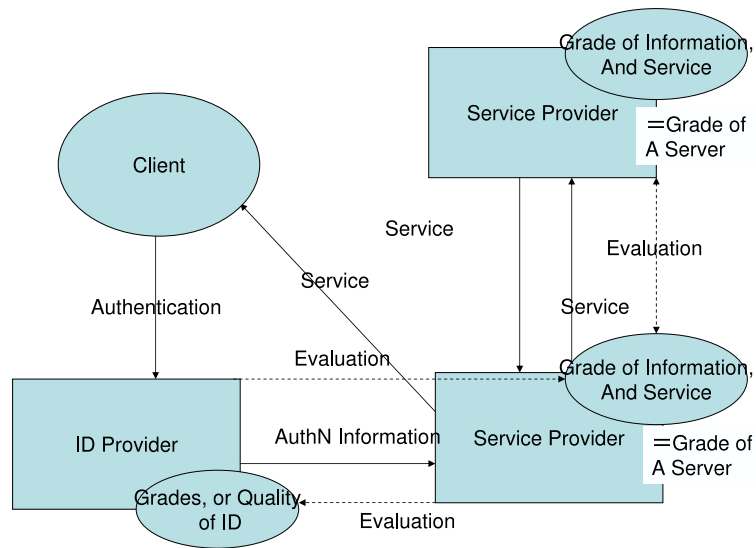 Grade of Information,
And Service
Service Provider
＝Grade of
A Server
Client
Service
Evaluation
Service
Service
Authentication
Evaluation
Grade of Information,
And Service
ID Provider
AuthN Information
Service Provider
＝Grade of
A Server
Grades, or Quality
of ID
Evaluation